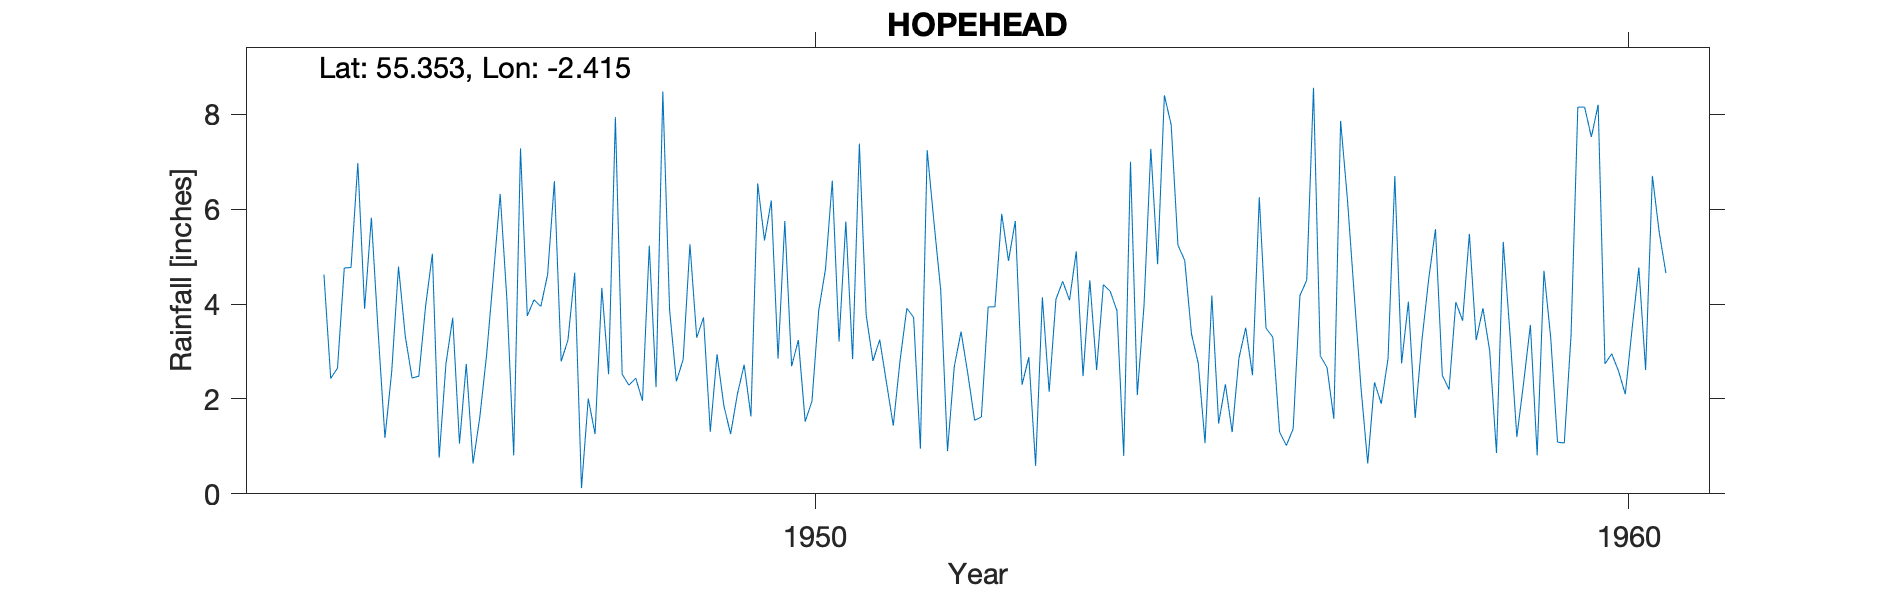 HOPEHEAD
Lat: 55.353, Lon: -2.415
8
6
4
2
0
Rainfall [inches]
1950 1960
Year